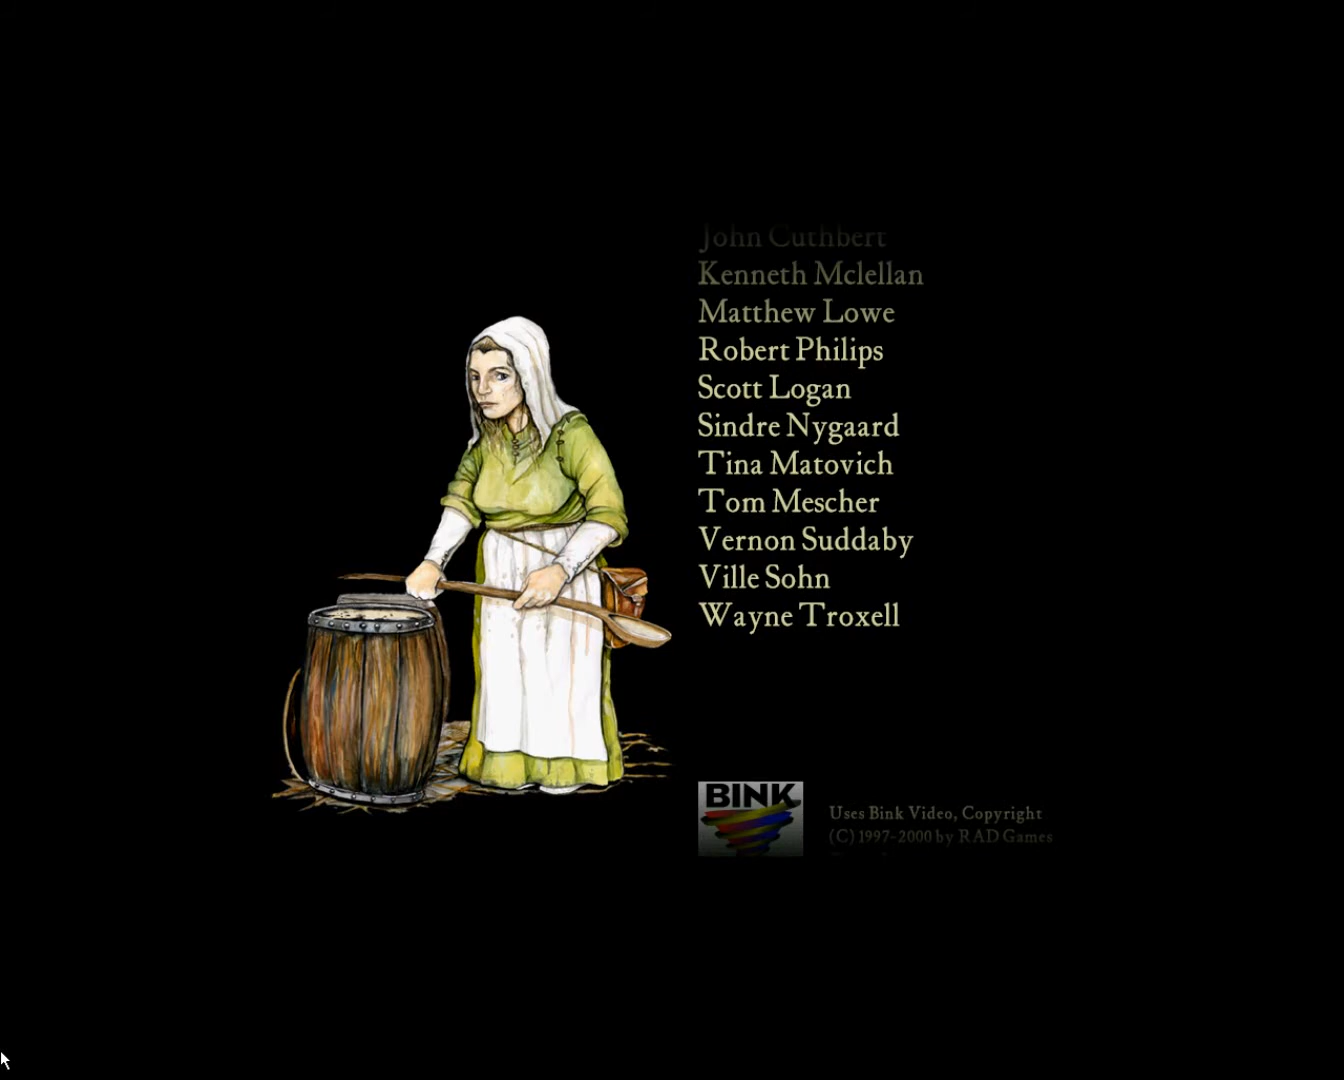 John Cuthbert
Kenneth Mclellan
Matthew Lowe
Robert Philips
Scott Logan
Sindre Nygaard
Tina Matovich
Tom Mescher
Vernon Suddaby
Ville Sohn
Wayne Troxell
BINK
Uses Bink Video, Copyright
(C) 1997-2000 by RAD Games